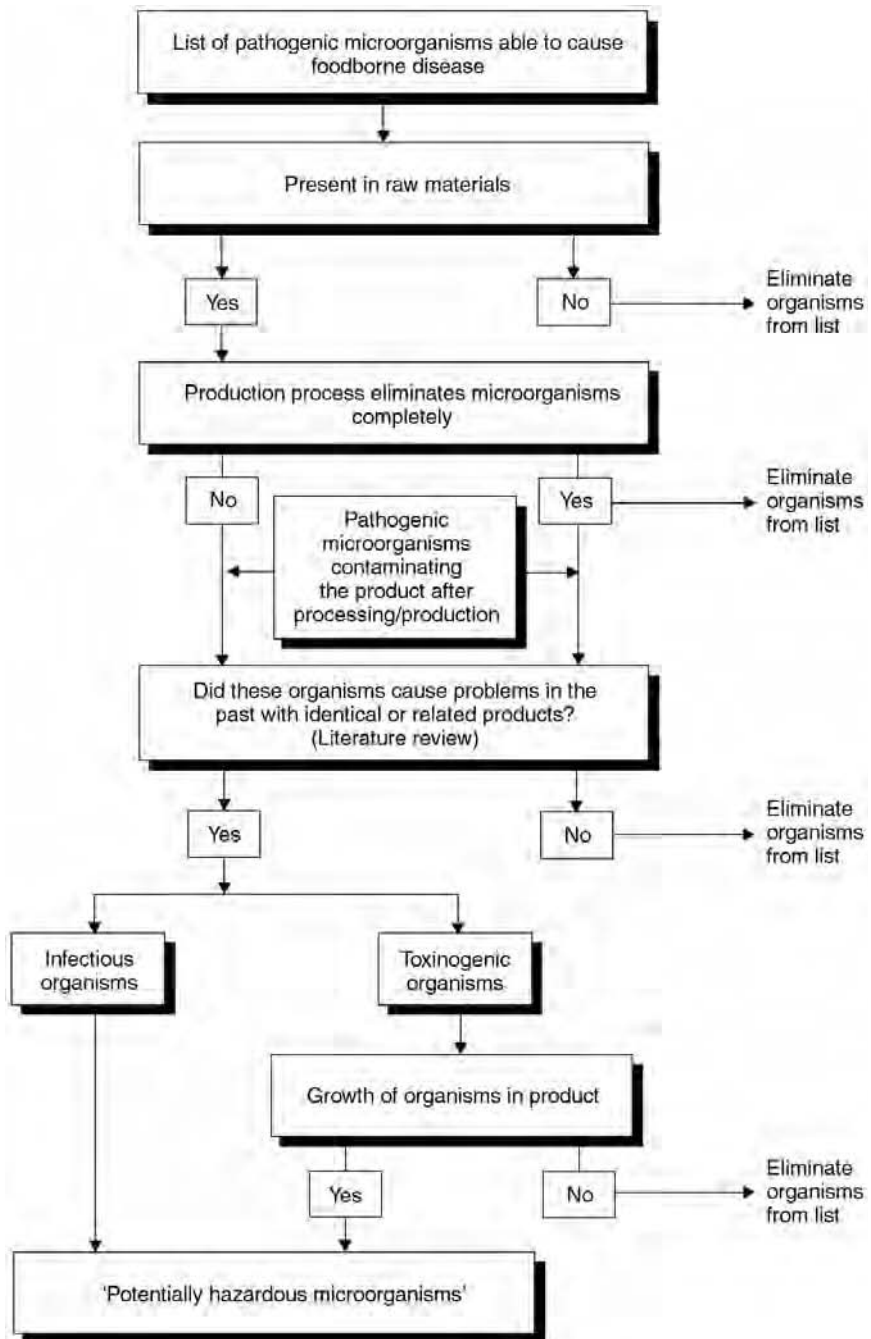 List of pathogenic microorganisms able to cause
foodborne disease
Present in raw materials
Yes
No
Eliminate
organisms
from list
Production process eliminates microorganisms
completely
No
Yes
Eliminate
organisms
from list
Pathogenic
microorganisms
contaminating
the product after
processing/production
Did these organisms cause problems in the
past with identical or related products?
(Literature review)
Yes
No
Eliminate
organisms
from list
Infectious
organisms
Toxinogenic
organisms
Growth of organisms in product
Yes
No
Eliminate
organisms
from list
'Potentially hazardous microorganisms'